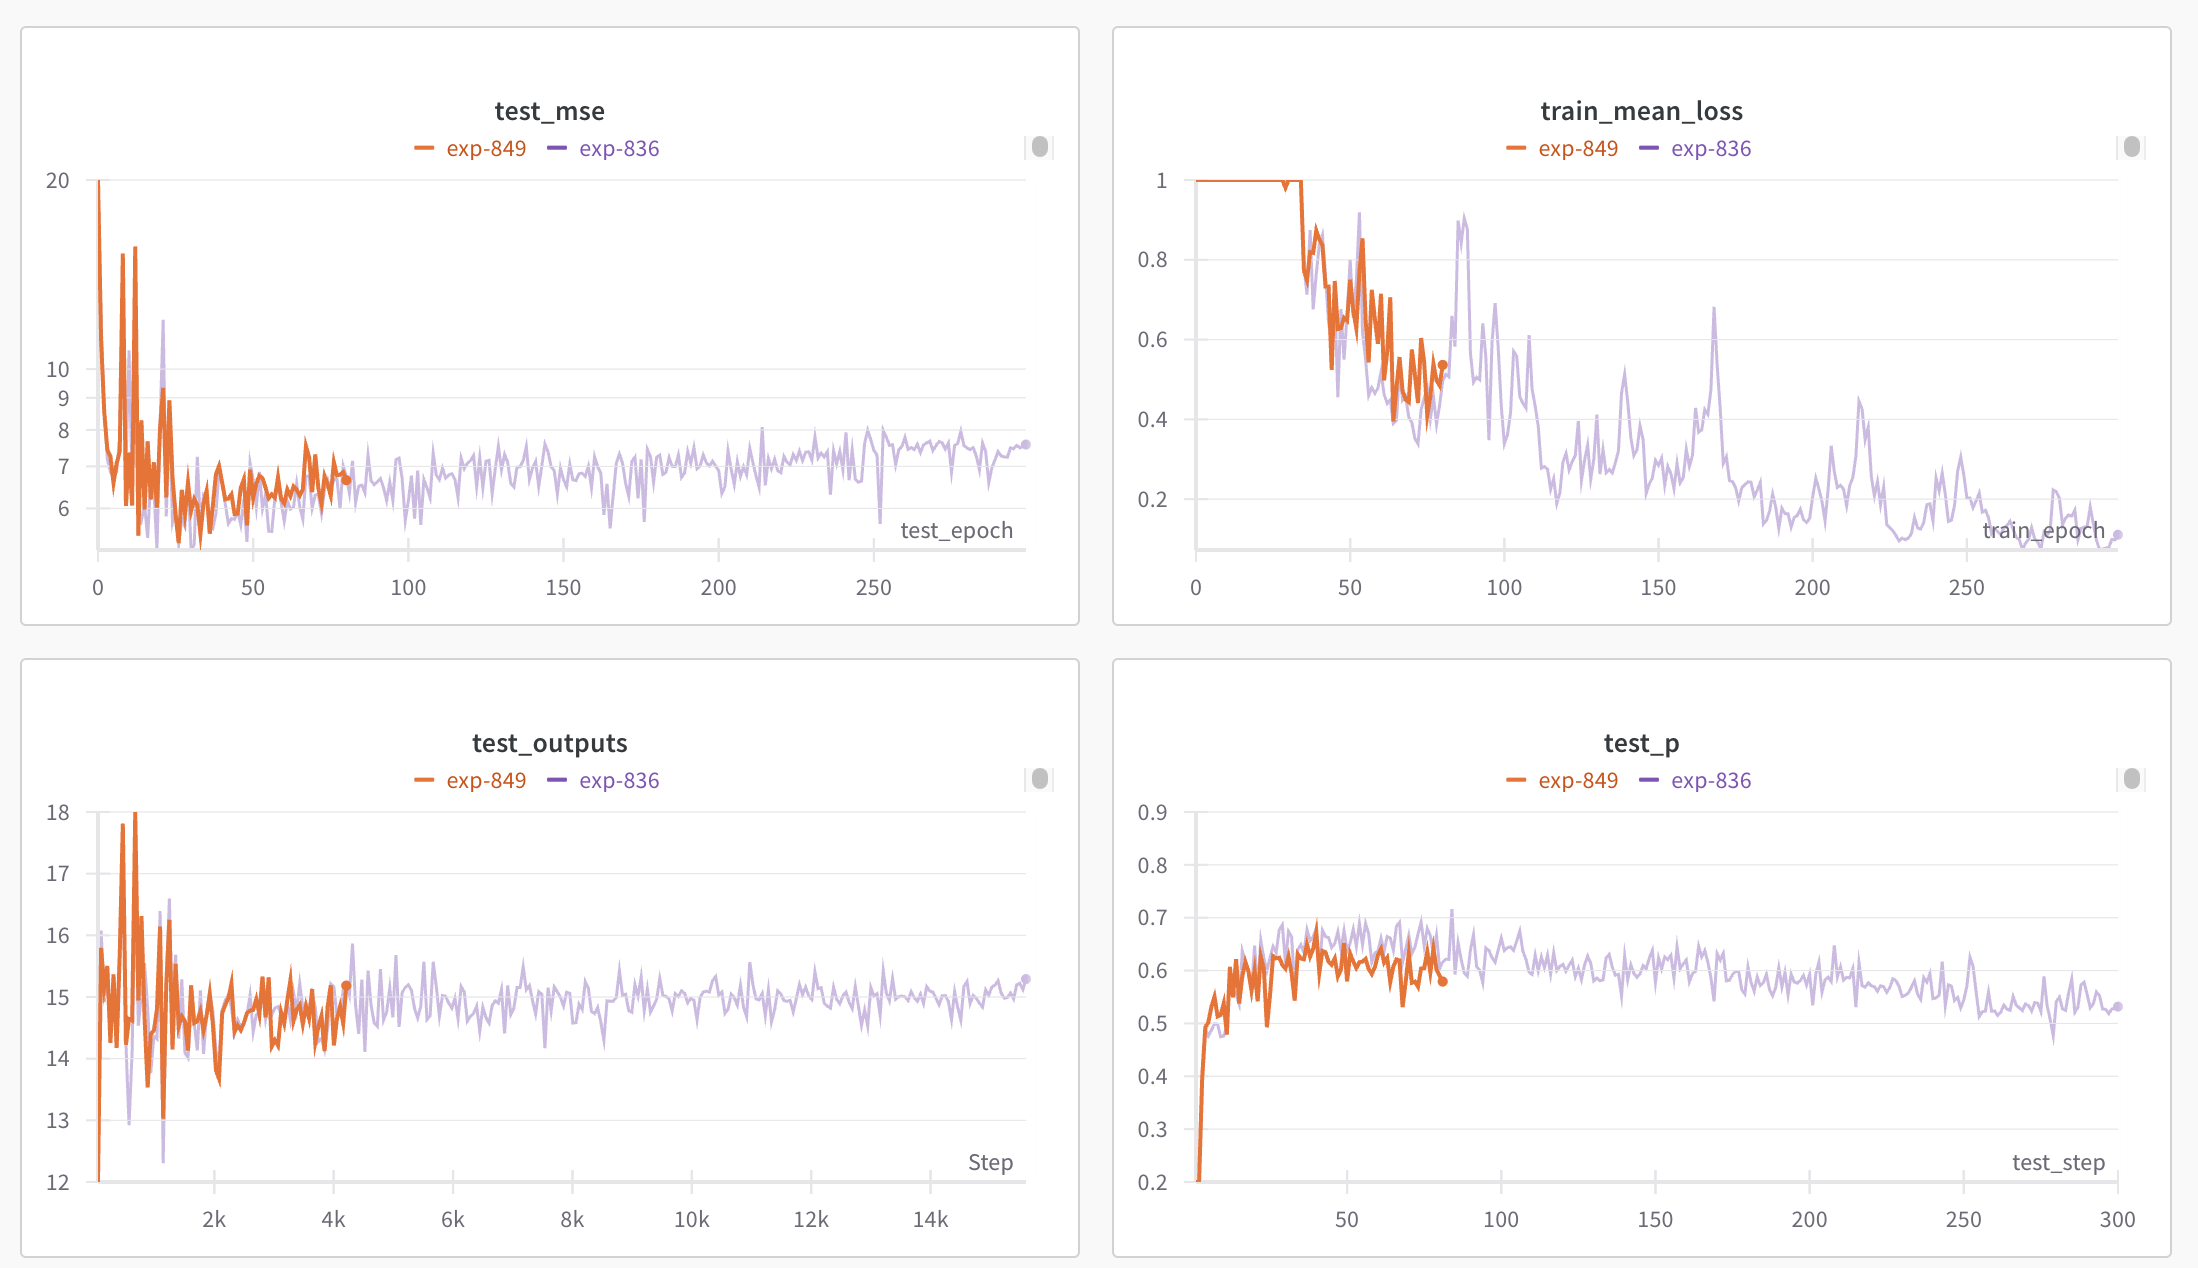 test_mse
exp-849 exp-836
20
10
9
8
7
6
test_epoch
0 50 100 150 200 250
train_mean_loss
exp-849 exp-836
1
0.8
0.6
0.4
0.2
train_epoch
0 50 100 150 200 250
test_outputs
exp-849 exp-836
18
17
16
15
14
13
12
Step
2k 4k 6k 8k 10k 12k 14k
test_p
exp-849 exp-836
0.9
0.8
0.7
0.6
0.5
0.4
0.3
0.2
test_step
50 100 150 200 250 300